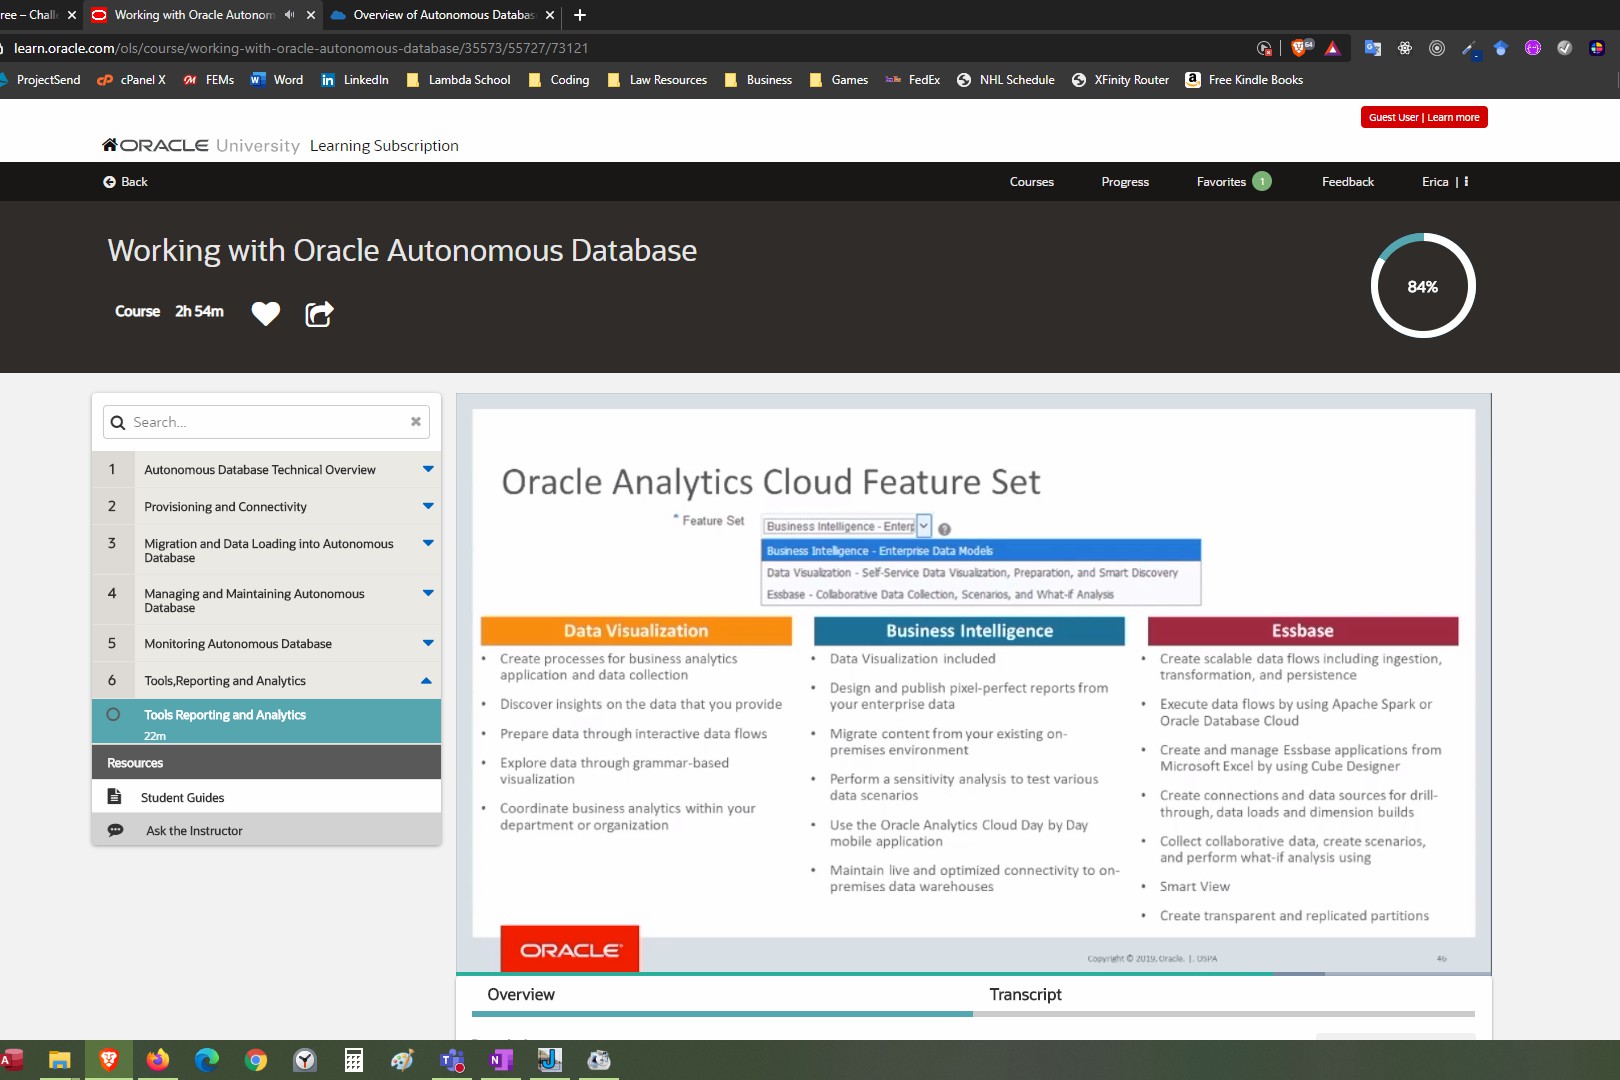 ree – Chall
Working with Oracle Autonom
Overview of Autonomous Databas
learn.oracle.com/ols/course/working-with-oracle-autonomous-database/35573/55727/73121
64
ProjectSend
cPanel X
FEMs
Word
LinkedIn
Lambda School
Coding
Law Resources
Business
Games
FedEx
NHL Schedule
XFinity Router
Free Kindle Books
Guest User | Learn more
ORACLE University Learning Subscription
Back
Courses
Progress
Favorites 1
Feedback
Erica
Working with Oracle Autonomous Database
Course 2h 54m
84%
Search...
1 Autonomous Database Technical Overview
2 Provisioning and Connectivity
3 Migration and Data Loading into Autonomous
Database
4 Managing and Maintaining Autonomous
Database
5 Monitoring Autonomous Database
6 Tools,Reporting and Analytics
Tools Reporting and Analytics
22m
Resources
Student Guides
Ask the Instructor
Oracle Analytics Cloud Feature Set
* Feature Set
Business Intelligence - Enterp
Business Intelligence - Enterprise Data Models
Data Visualization - Self-Service Data Visualization, Preparation, and Smart Discovery
Essbase - Collaborative Data Collection, Scenarios, and What-if Analysis
Data Visualization
• Create processes for business analytics
application and data collection
• Discover insights on the data that you provide
• Prepare data through interactive data flows
• Explore data through grammar-based
visualization
• Coordinate business analytics within your
department or organization
Business Intelligence
• Data Visualization included
• Design and publish pixel-perfect reports from
your enterprise data
• Migrate content from your existing on-
premises environment
• Perform a sensitivity analysis to test various
data scenarios
• Use the Oracle Analytics Cloud Day by Day
mobile application
• Maintain live and optimized connectivity to on-
premises data warehouses
Essbase
• Create scalable data flows including ingestion,
transformation, and persistence
• Execute data flows by using Apache Spark or
Oracle Database Cloud
• Create and manage Essbase applications from
Microsoft Excel by using Cube Designer
• Create connections and data sources for drill-
through, data loads and dimension builds
• Collect collaborative data, create scenarios,
and perform what-if analysis using
• Smart View
• Create transparent and replicated partitions
ORACLE
Copyright © 2019, Oracle. |. USPA
46
Overview
Transcript